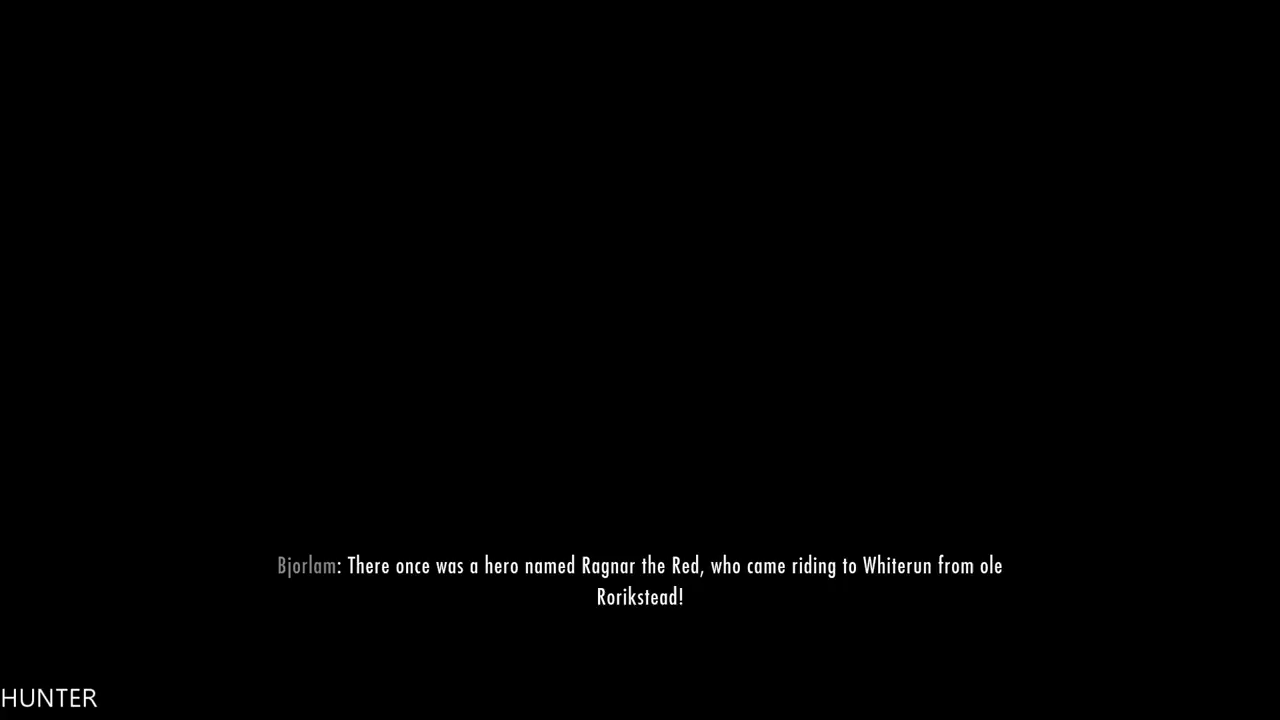 Bjorlam: There once was a hero named Ragnar the Red, who came riding to Whiterun from ole
Rorikstead!
HUNTER